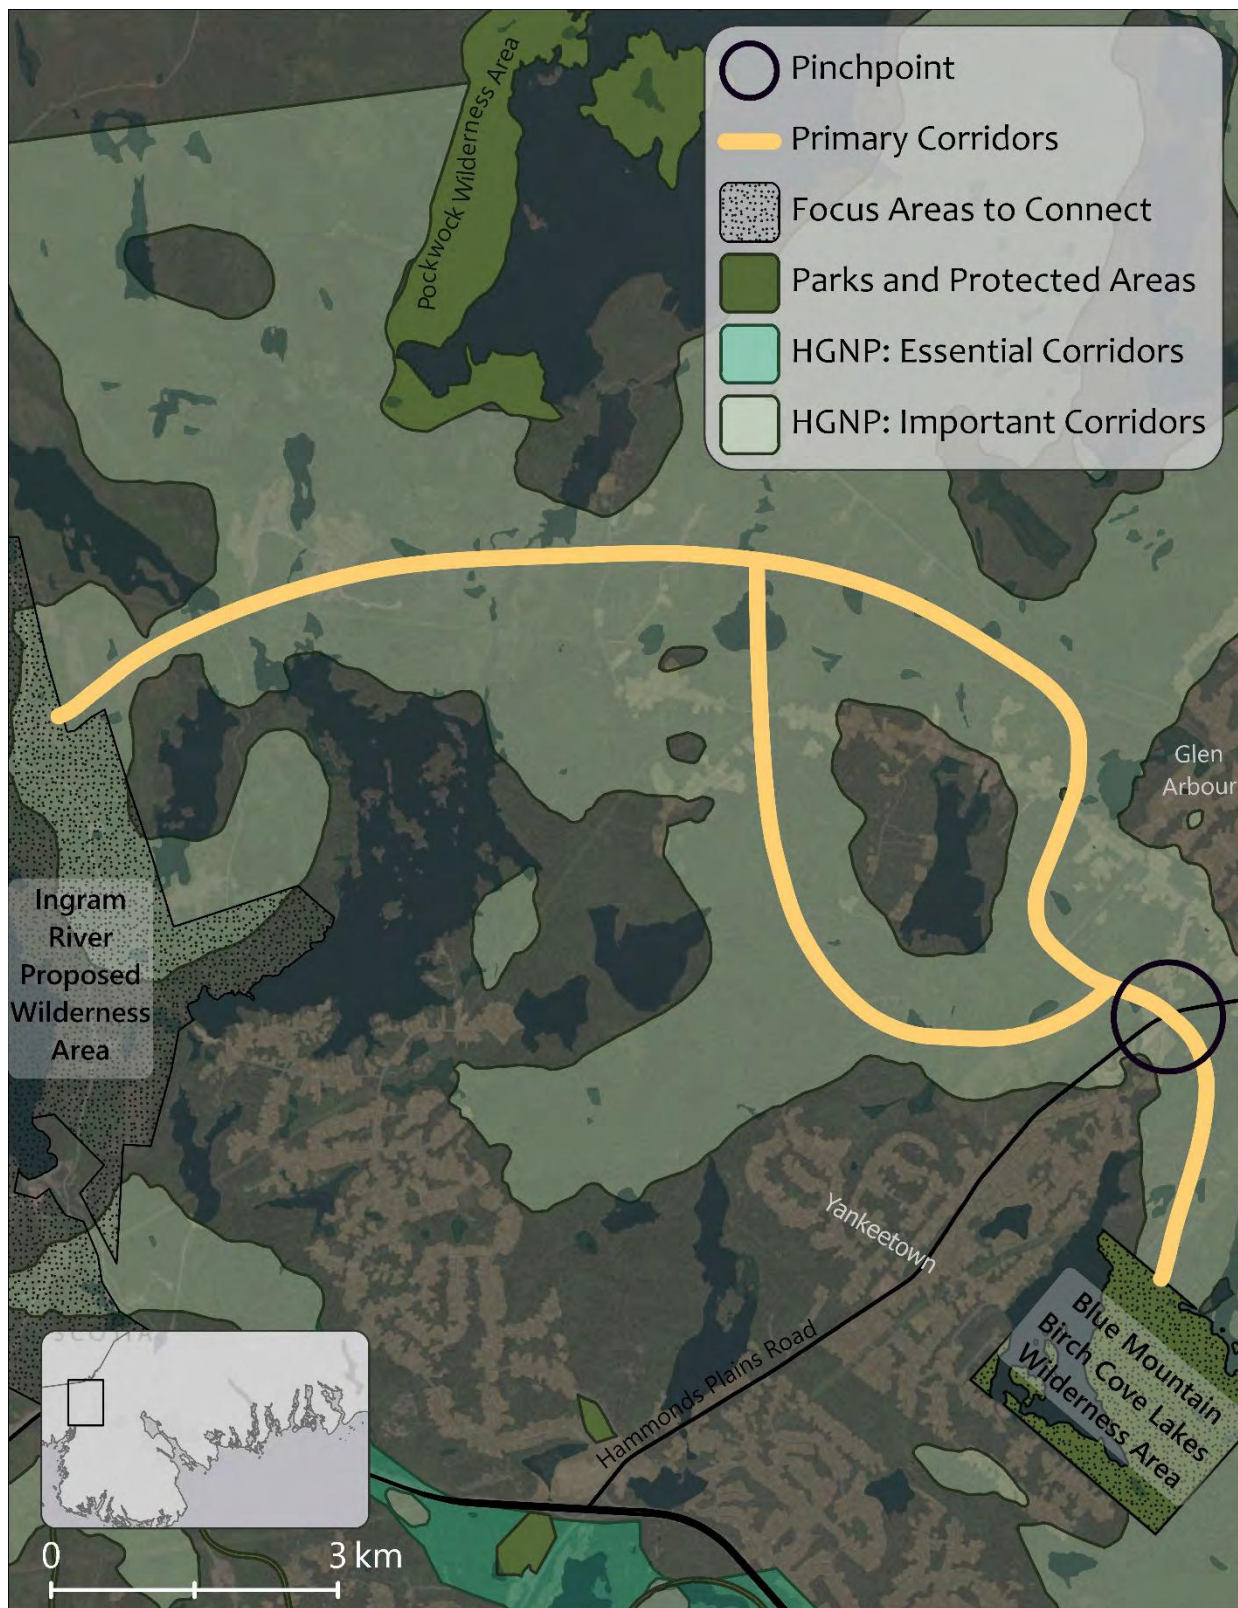 Pinchpoint
Primary Corridors
Focus Areas to Connect
Parks and Protected Areas
HGNP: Essential Corridors
HGNP: Important Corridors
Pockwock Wilderness Area
Glen
Arbour
Ingram
River
Proposed
Wilderness
Area
Yankeetown
Hammonds Plains Road
Blue Mountain
Birch Cove Lakes
Wilderness Area
SCOTIA
0 3 km